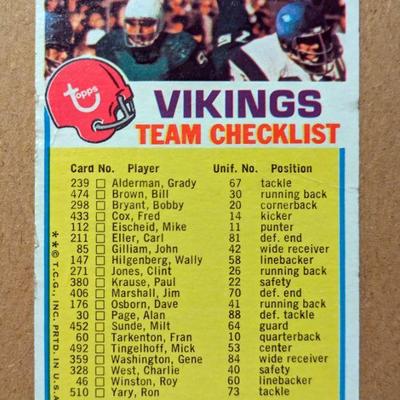 topps
VIKINGS
TEAM CHECKLIST
Card No. Player Unif. No. Position
239 Alderman, Grady 67 tackle
474 Brown, Bill 30 running back
298 Bryant, Bobby 20 cornerback
433 Cox, Fred 14 kicker
112 Eischeid, Mike 11 punter
211 Eller, Carl 81 def. end
85 Gilliam, John 42 wide receiver
147 Hilgenberg, Wally 58 linebacker
271 Jones, Clint 26 running back
380 Krause, Paul 22 safety
406 Marshall, Jim 70 def. end
176 Osborn, Dave 41 running back
30 Page, Alan 88 def. tackle
452 Sunde, Milt 64 guard
60 Tarkenton, Fran 10 quarterback
492 Tingelhoff, Mick 53 center
359 Washington, Gene 84 wide receiver
328 West, Charlie 40 safety
46 Winston, Roy 60 linebacker
510 Yary, Ron 73 tackle
**© T.C.G., INC. PRTD. IN U.S.A.